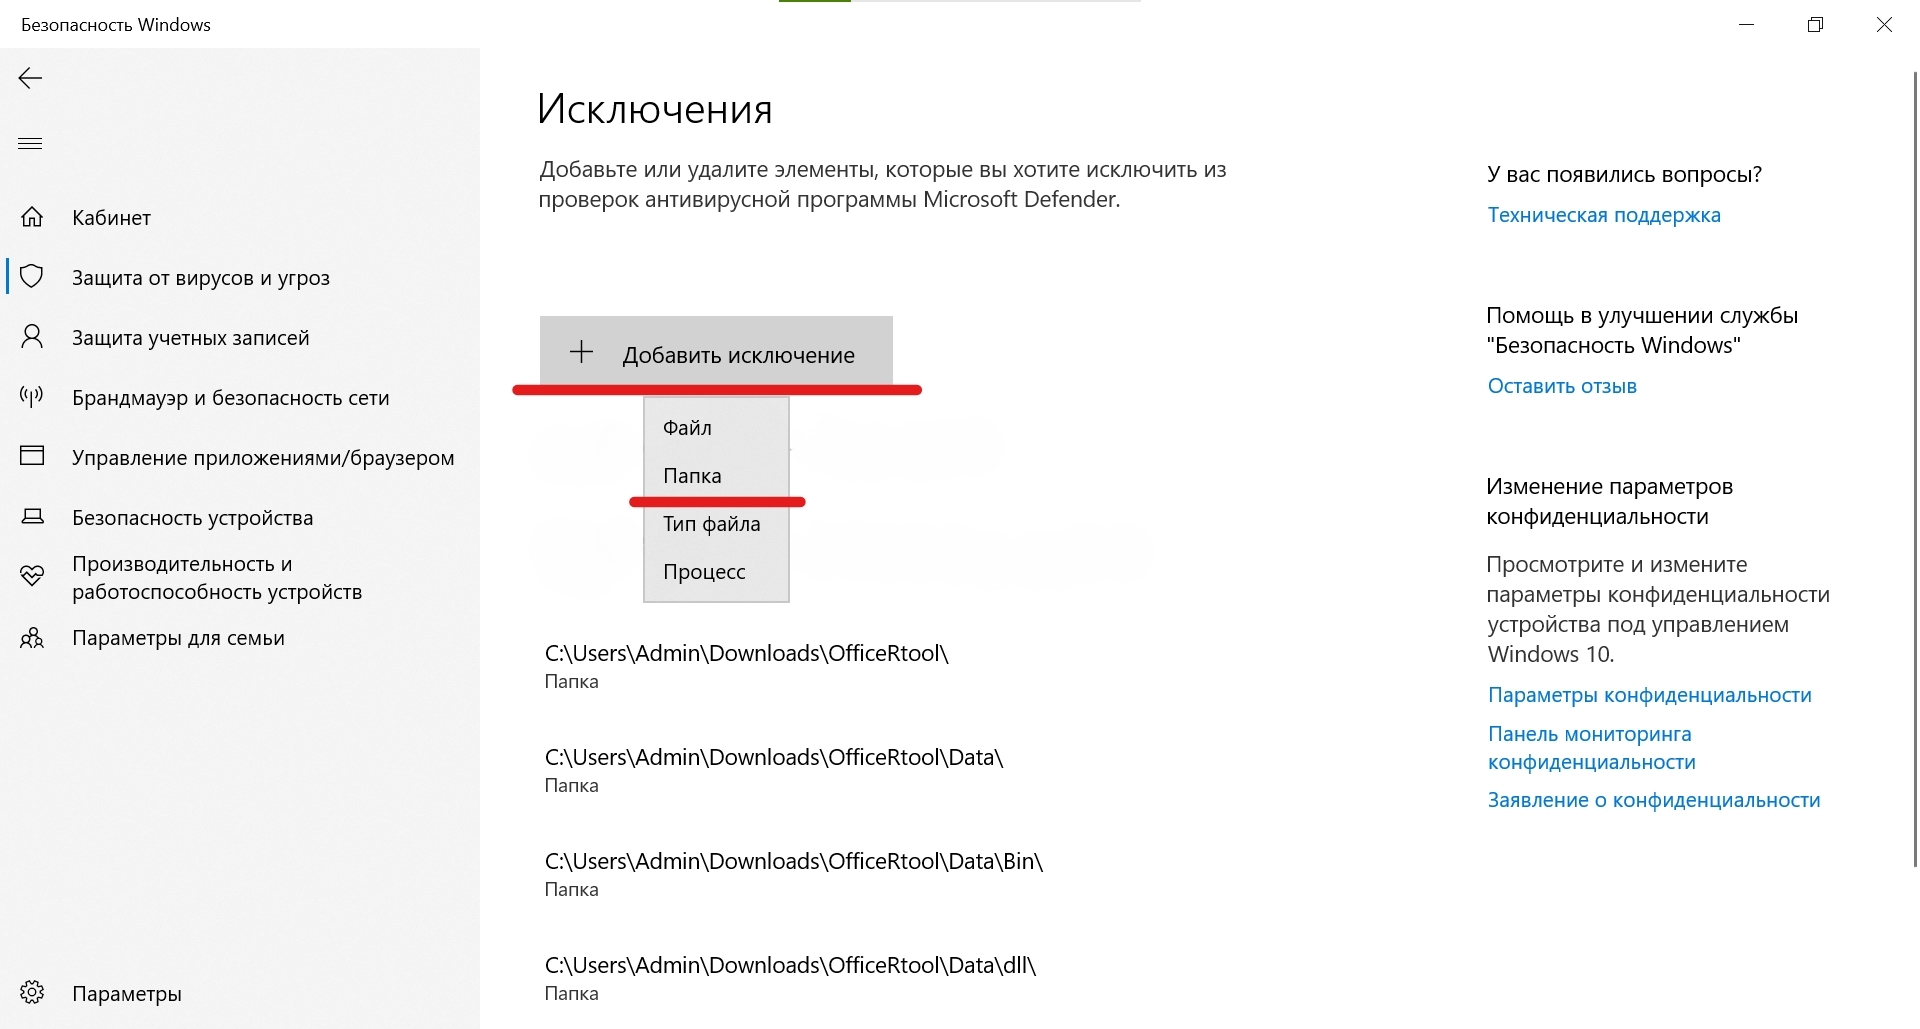 Безопасность Windows
Кабинет
Защита от вирусов и угроз
Защита учетных записей
Брандмауэр и безопасность сети
Управление приложениями/браузером
Безопасность устройства
Производительность и
работоспособность устройств
Параметры для семьи
Параметры
Исключения
Добавьте или удалите элементы, которые вы хотите исключить из
проверок антивирусной программы Microsoft Defender.
Добавить исключение
Файл
Папка
Тип файла
Процесс
C:\Users\Admin\Downloads\OfficeRtool\
Папка
C:\Users\Admin\Downloads\OfficeRtool\Data\
Папка
C:\Users\Admin\Downloads\OfficeRtool\Data\Bin\
Папка
C:\Users\Admin\Downloads\OfficeRtool\Data\dll\
Папка
У вас появились вопросы?
Техническая поддержка
Помощь в улучшении службы
"Безопасность Windows"
Оставить отзыв
Изменение параметров
конфиденциальности
Просмотрите и измените
параметры конфиденциальности
устройства под управлением
Windows 10.
Параметры конфиденциальности
Панель мониторинга
конфиденциальности
Заявление о конфиденциальности